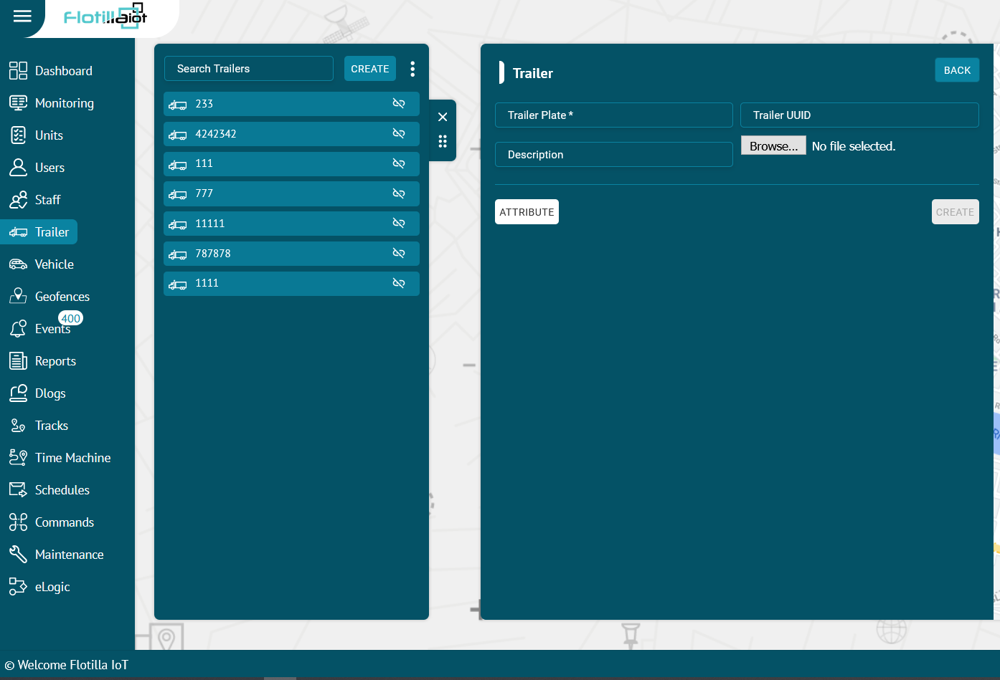 Flotillaiot
Dashboard
Monitoring
Units
Users
Staff
Trailer
Vehicle
Geofences
400
Events
Reports
Dlogs
Tracks
Time Machine
Schedules
Commands
Maintenance
eLogic
Search Trailers
CREATE
233
4242342
111
777
11111
787878
1111
Trailer
BACK
Trailer Plate *
Trailer UUID
Description
Browse... No file selected.
ATTRIBUTE
CREATE
© Welcome Flotilla IoT